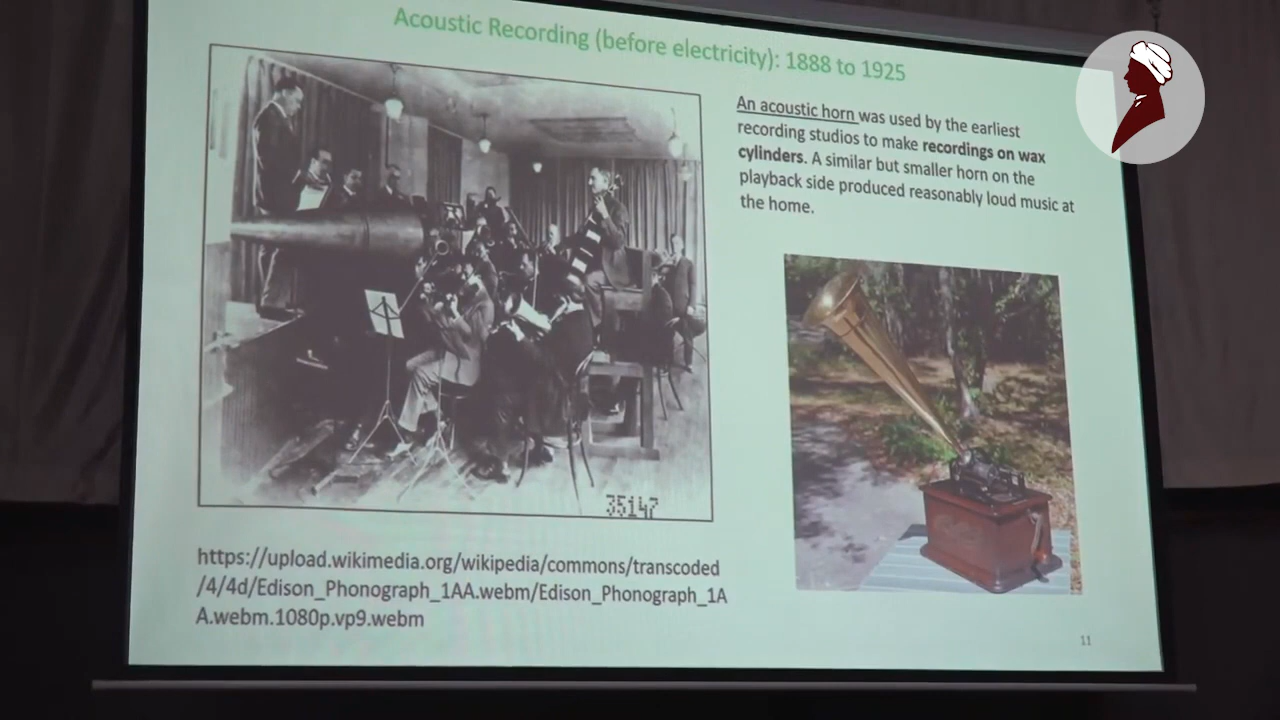 Acoustic Recording (before electricity): 1888 to 1925
An acoustic horn was used by the earliest
recording studios to make recordings on wax
cylinders. A similar but smaller horn on the
playback side produced reasonably loud music at
the home.
35147
https://upload.wikimedia.org/wikipedia/commons/transcoded
/4/4d/Edison_Phonograph_1AA.webm/Edison_Phonograph_1A
A.webm.1080p.vp9.webm
11